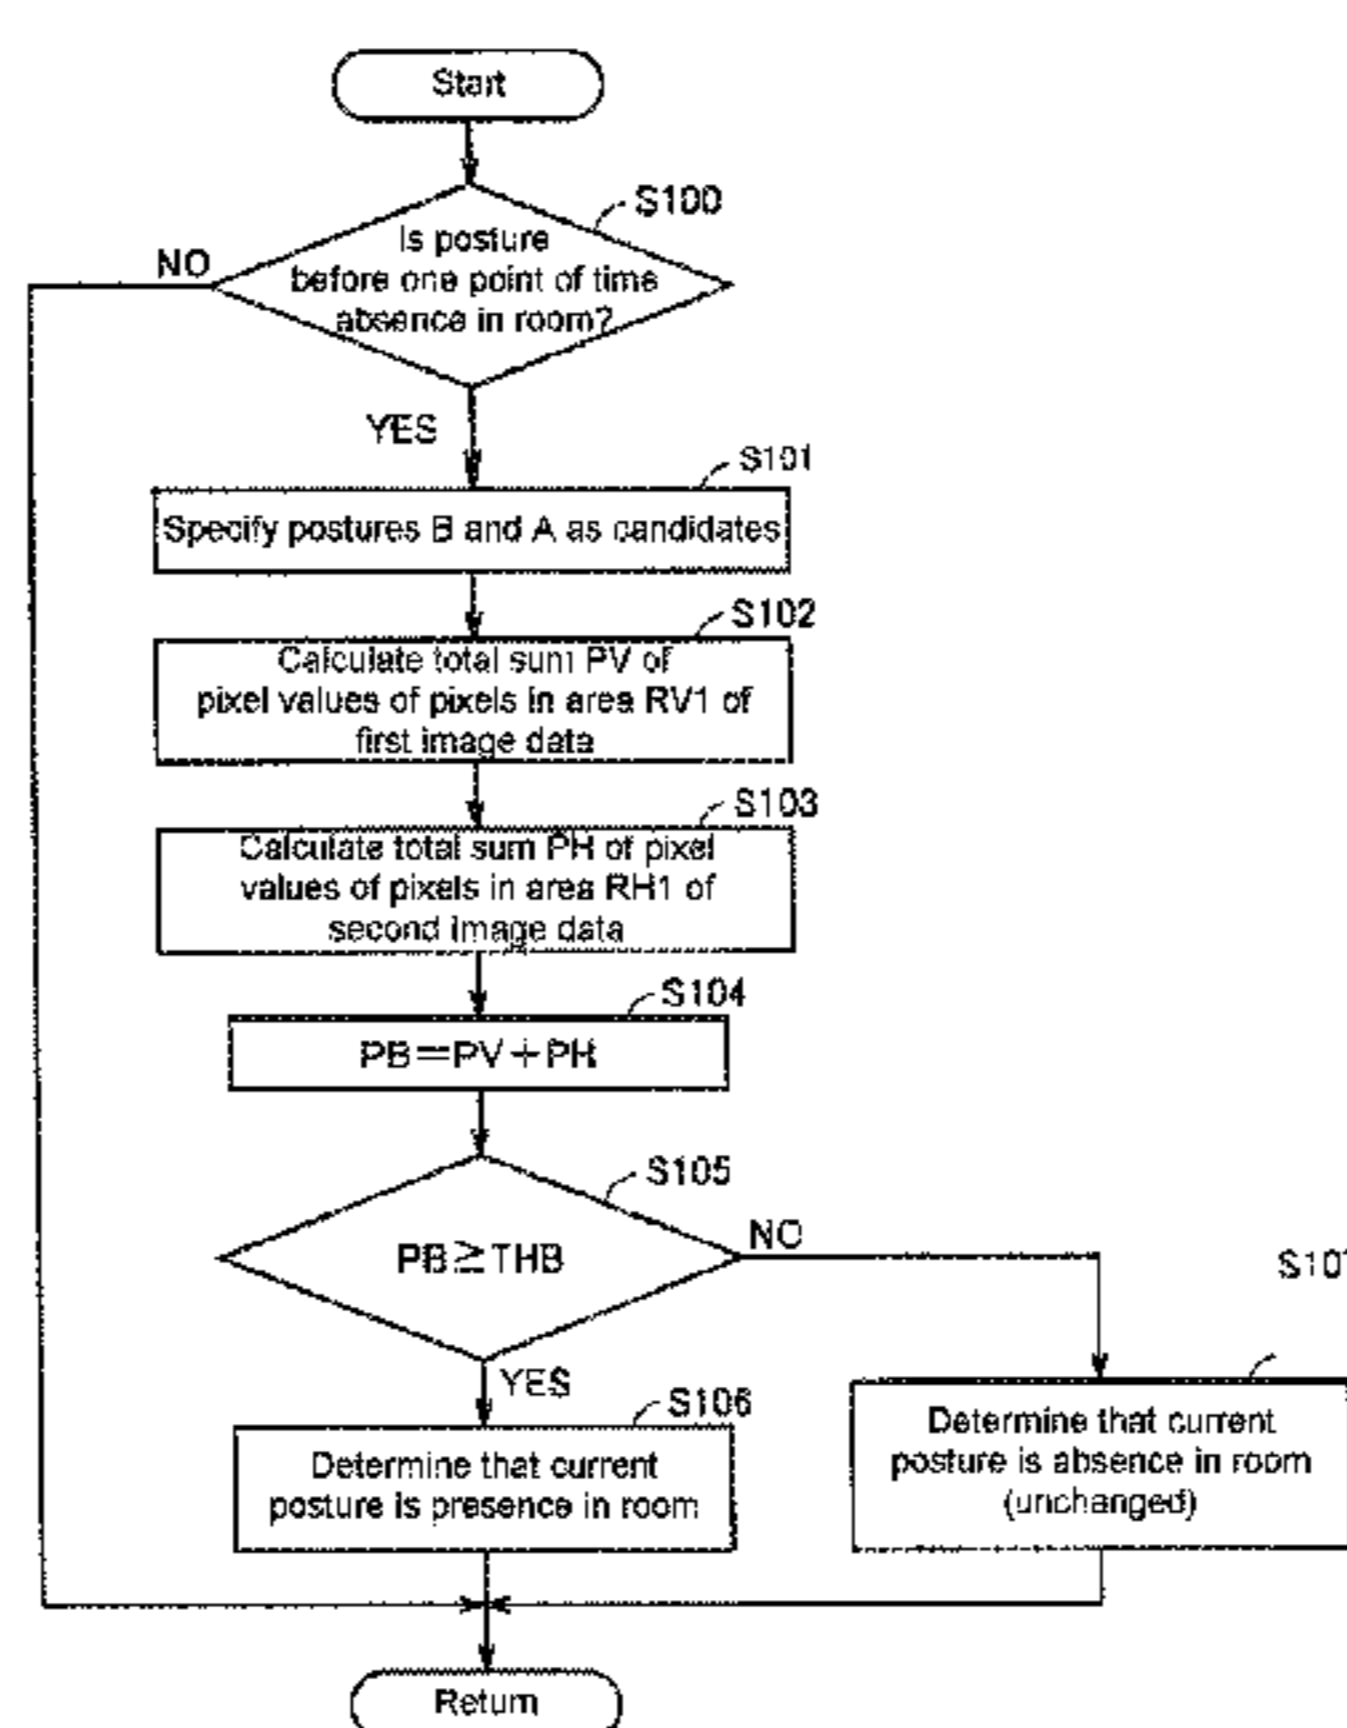 Start
S100
Is posture
before one point of time
absence in room?
NO
YES
S101
Specify postures B and A as candidates
S102
Calculate total sum PV of
pixel values of pixels in area RV1 of
first image data
S103
Calculate total sum PH of pixel
values of pixels in area RH1 of
second image data
S104
PB=PV+PH
S105
PB≧THB
NO
YES
S106
Determine that current
posture is presence in room
Determine that current
posture is absence in room
(unchanged)
Return